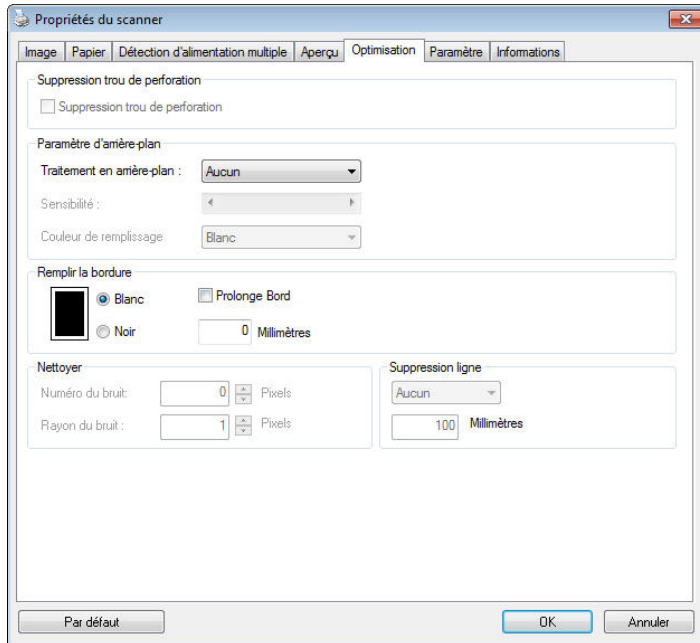 Propriétés du scanner
Image Papier Détection d'alimentation multiple Aperçu Optimisation Paramètre Informations
Suppression trou de perforation
Suppression trou de perforation
Paramètre d'arrière-plan
Traitement en arrière-plan : Aucun
Sensibilité :
Couleur de remplissage Blanc
Remplir la bordure
Blanc Prolonge Bord
Noir 0 Millimètres
Nettoyer Suppression ligne
Numéro du bruit: 0 Pixels Aucun
Rayon du bruit : 1 Pixels 100 Millimètres
Par défaut OK Annuler